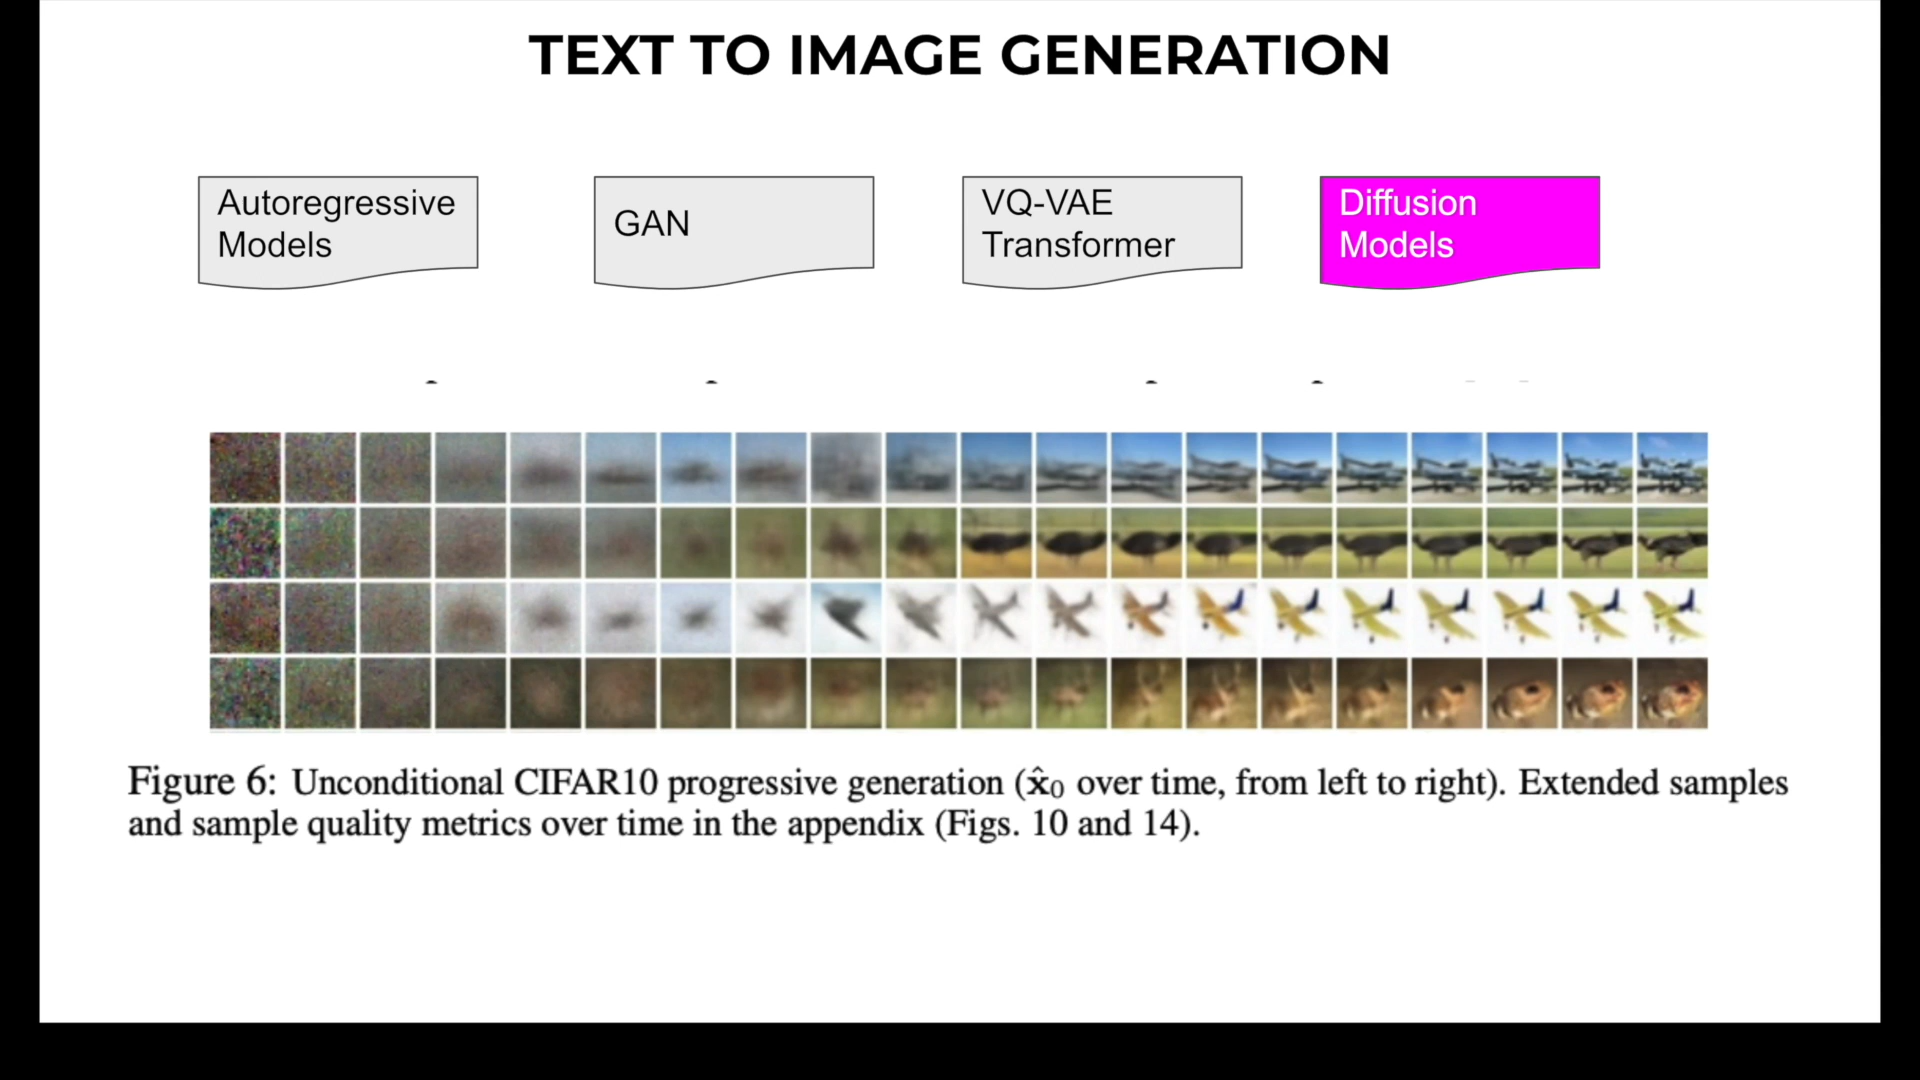 TEXT TO IMAGE GENERATION
Autoregressive
Models
GAN
VQ-VAE
Transformer
Diffusion
Models
Figure 6: Unconditional CIFAR10 progressive generation (x̂₀ over time, from left to right). Extended samples
and sample quality metrics over time in the appendix (Figs. 10 and 14).